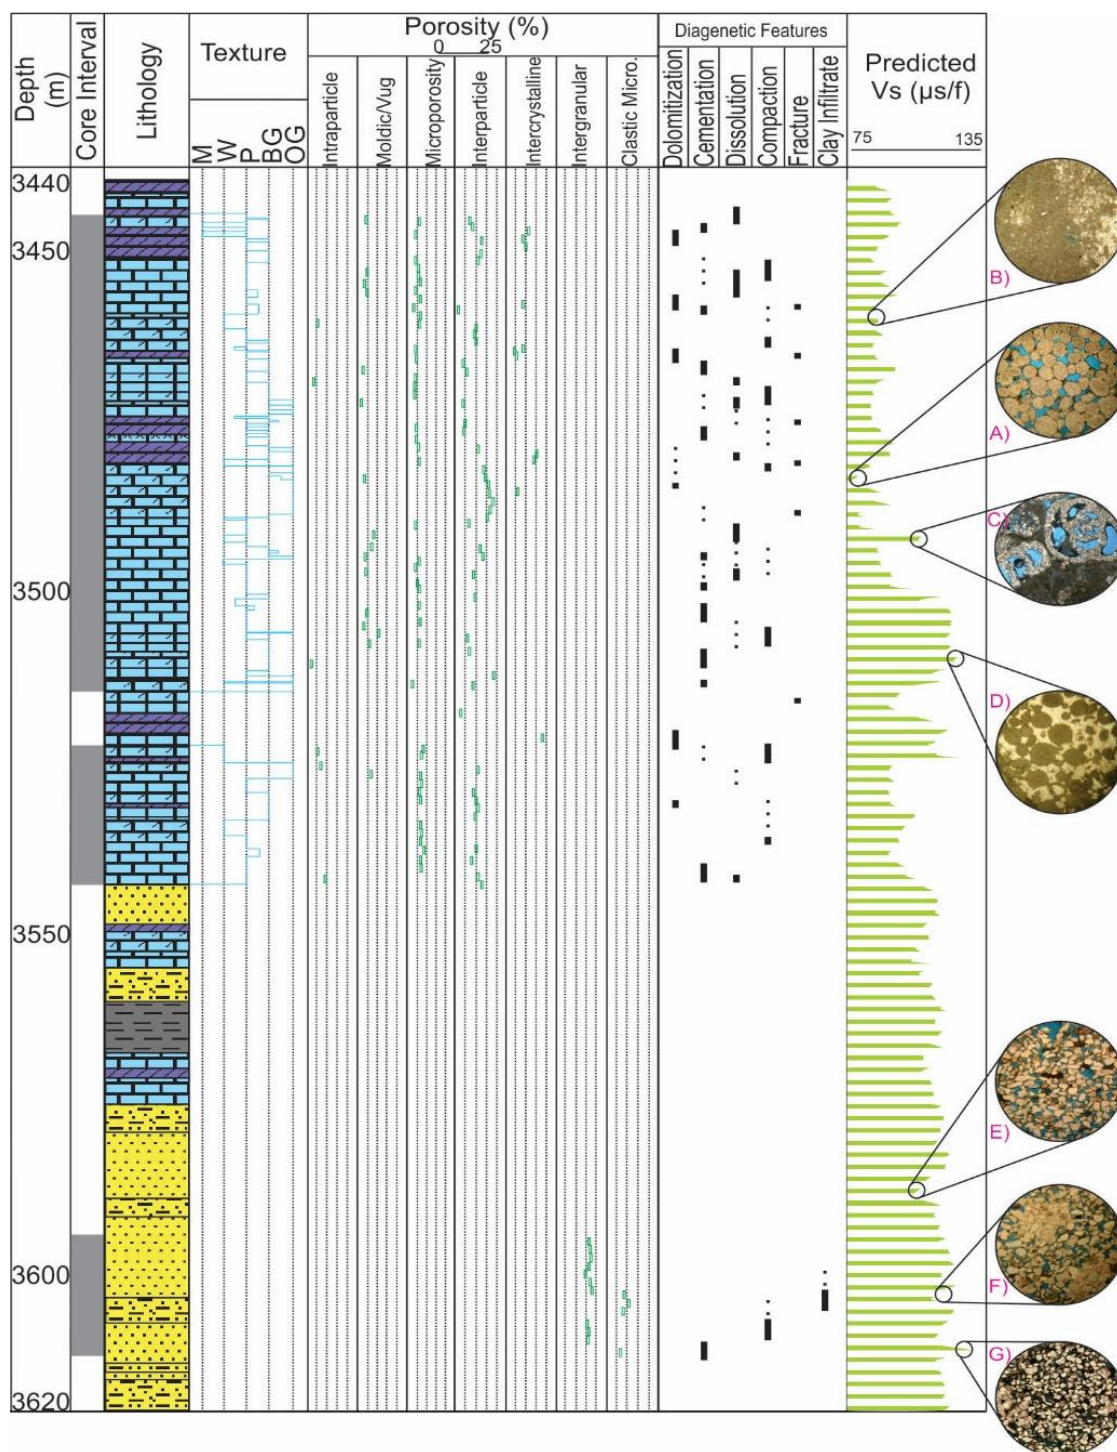 Depth (m)
Core Interval
Lithology
Texture
M
W
P
BG
OG
Porosity (%)
0 25
Intraparticle
Moldic/Vug
Microporosity
Interparticle
Intercrystalline
Intergranular
Clastic Micro.
Diagenetic Features
Dolomitization
Cementation
Dissolution
Compaction
Fracture
Clay Infiltrate
Predicted
Vs (µs/f)
75 135
3440
3450
3500
3550
3600
3620
B)
A)
C)
D)
E)
F)
G)